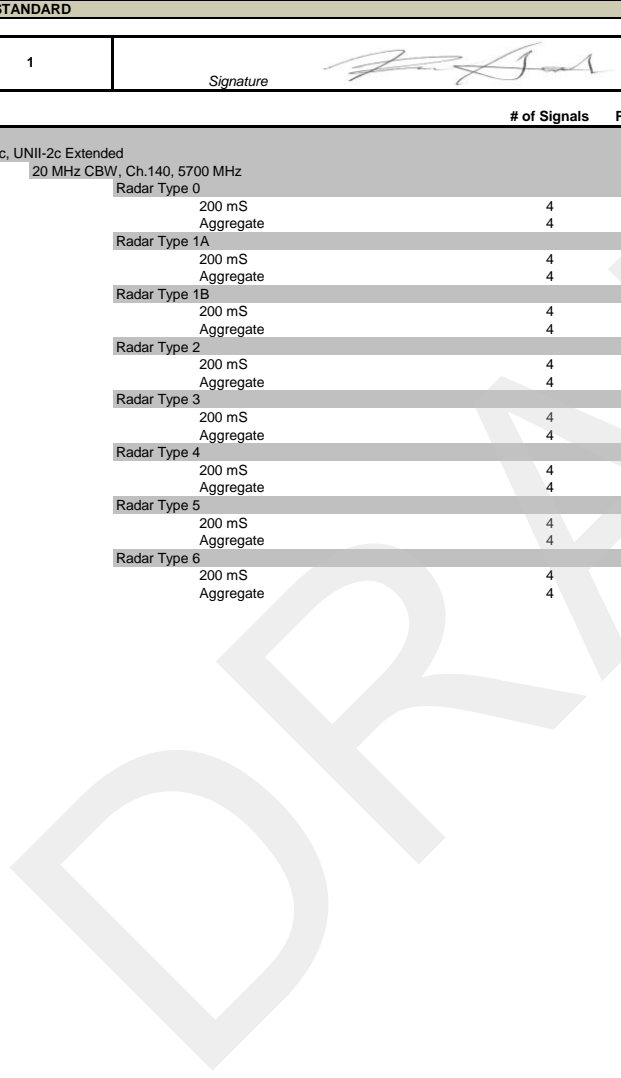 STANDARD
1
Signature
# of Signals
c, UNII-2c Extended
20 MHz CBW, Ch.140, 5700 MHz
Radar Type 0
200 mS 4
Aggregate 4
Radar Type 1A
200 mS 4
Aggregate 4
Radar Type 1B
200 mS 4
Aggregate 4
Radar Type 2
200 mS 4
Aggregate 4
Radar Type 3
200 mS 4
Aggregate 4
Radar Type 4
200 mS 4
Aggregate 4
Radar Type 5
200 mS 4
Aggregate 4
Radar Type 6
200 mS 4
Aggregate 4
DRA